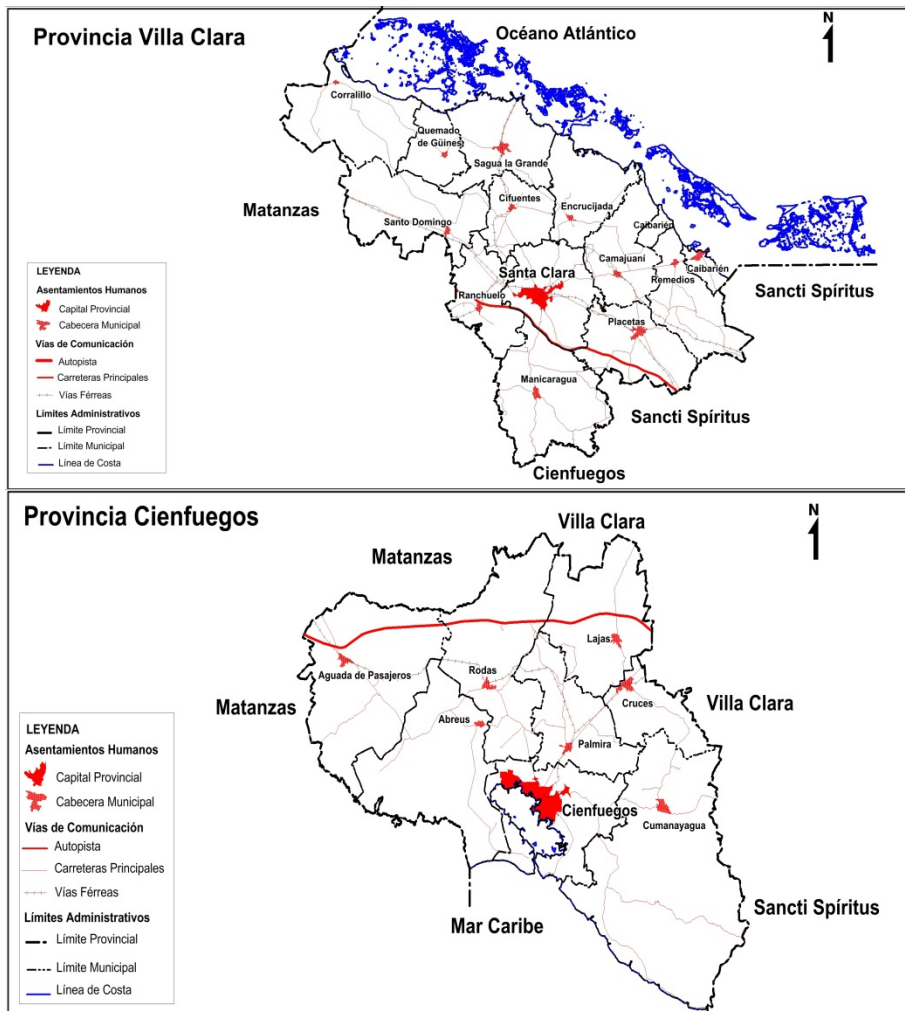 Provincia Villa Clara
Océano Atlántico
N
Corralillo
Quemado
de Güines
Sagua la Grande
Matanzas
Cifuentes
Encrucijada
Santo Domingo
Caibarién
Camajuaní
Santa Clara
Caibarién
Remedios
Ranchuelo
Sancti Spíritus
Placetas
Manicaragua
Sancti Spíritus
Cienfuegos
LEYENDA
Asentamientos Humanos
Capital Provincial
Cabecera Municipal
Vías de Comunicación
Autopista
Carreteras Principales
Vías Férreas
Límites Administrativos
Límite Provincial
Límite Municipal
Línea de Costa
Provincia Cienfuegos
Villa Clara
N
Matanzas
Lajas
Aguada de Pasajeros
Rodas
Matanzas
Cruces
Villa Clara
Abreus
Palmira
Cienfuegos
Cumanayagua
Mar Caribe
Sancti Spíritus
LEYENDA
Asentamientos Humanos
Capital Provincial
Cabecera Municipal
Vías de Comunicación
Autopista
Carreteras Principales
Vías Férreas
Límites Administrativos
Límite Provincial
Límite Municipal
Línea de Costa